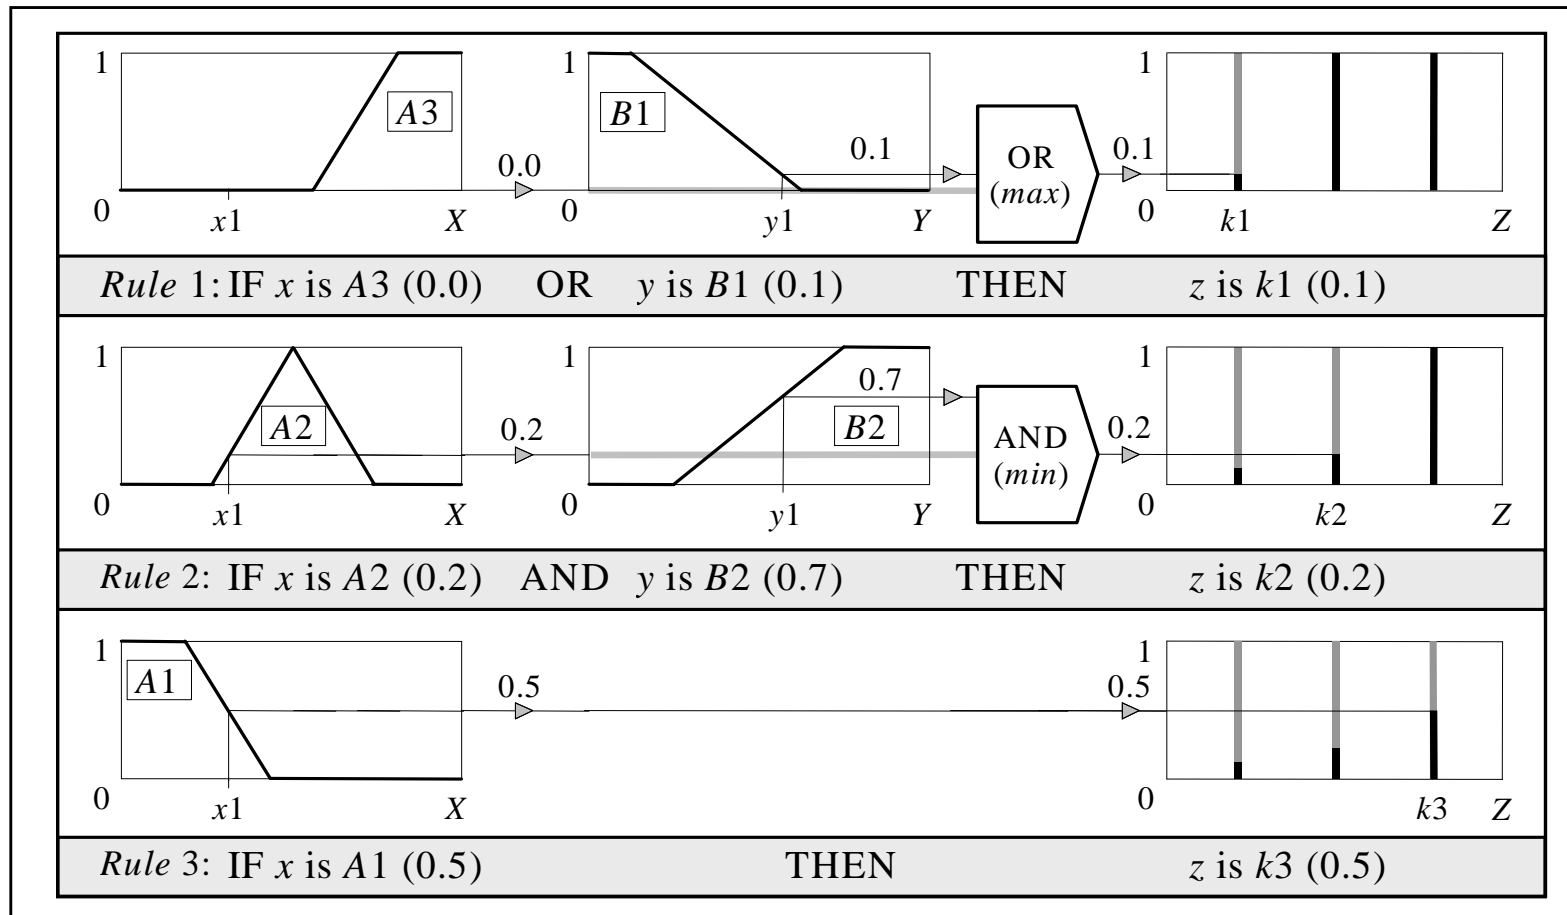 1 1 1
A3 B1
0.0 0.1 OR 0.1
(max)
0 x1 X 0 y1 Y 0 k1 Z
Rule 1: IF x is A3 (0.0) OR y is B1 (0.1) THEN z is k1 (0.1)
1 1 1
0.7
A2 0.2 B2 AND 0.2
(min)
0 x1 X 0 y1 Y 0 k2 Z
Rule 2: IF x is A2 (0.2) AND y is B2 (0.7) THEN z is k2 (0.2)
1 1
A1 0.5 0.5
0 x1 X 0 k3 Z
Rule 3: IF x is A1 (0.5) THEN z is k3 (0.5)